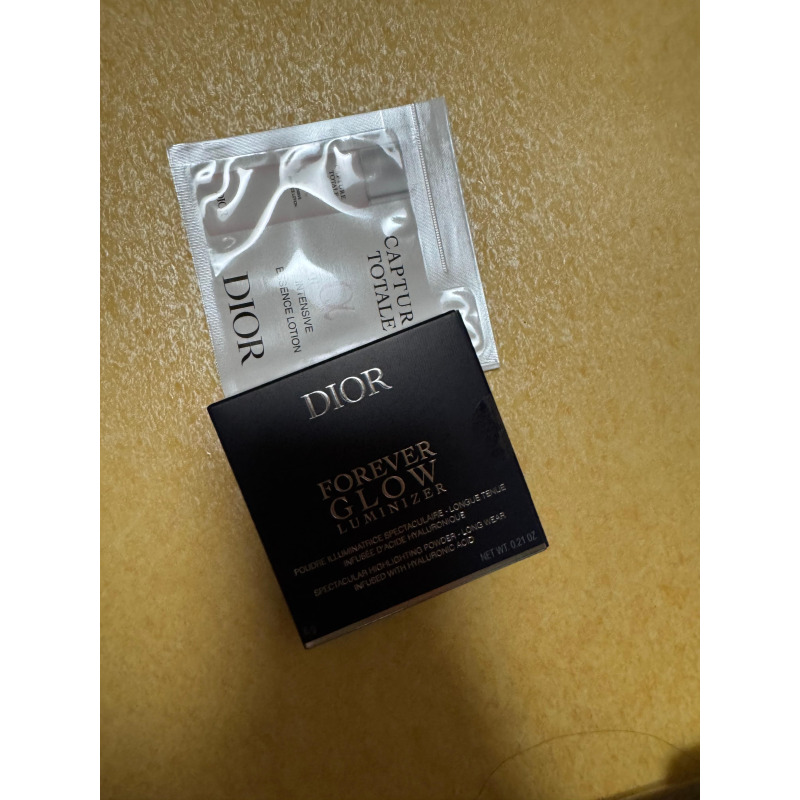 CAPTUR
TOTALE
INTENSIVE
ESSENCE LOTION
DIOR
DIOR
FOREVER
GLOW
LUMINIZER
POUDRE ILLUMINATRICE SPECTACULAIRE - LONGUE TENUE
INFUSÉE D'ACIDE HYALURONIQUE
SPECTACULAR HIGHLIGHTING POWDER - LONG WEAR
INFUSED WITH HYALURONIC ACID
NET WT. 0.21 OZ